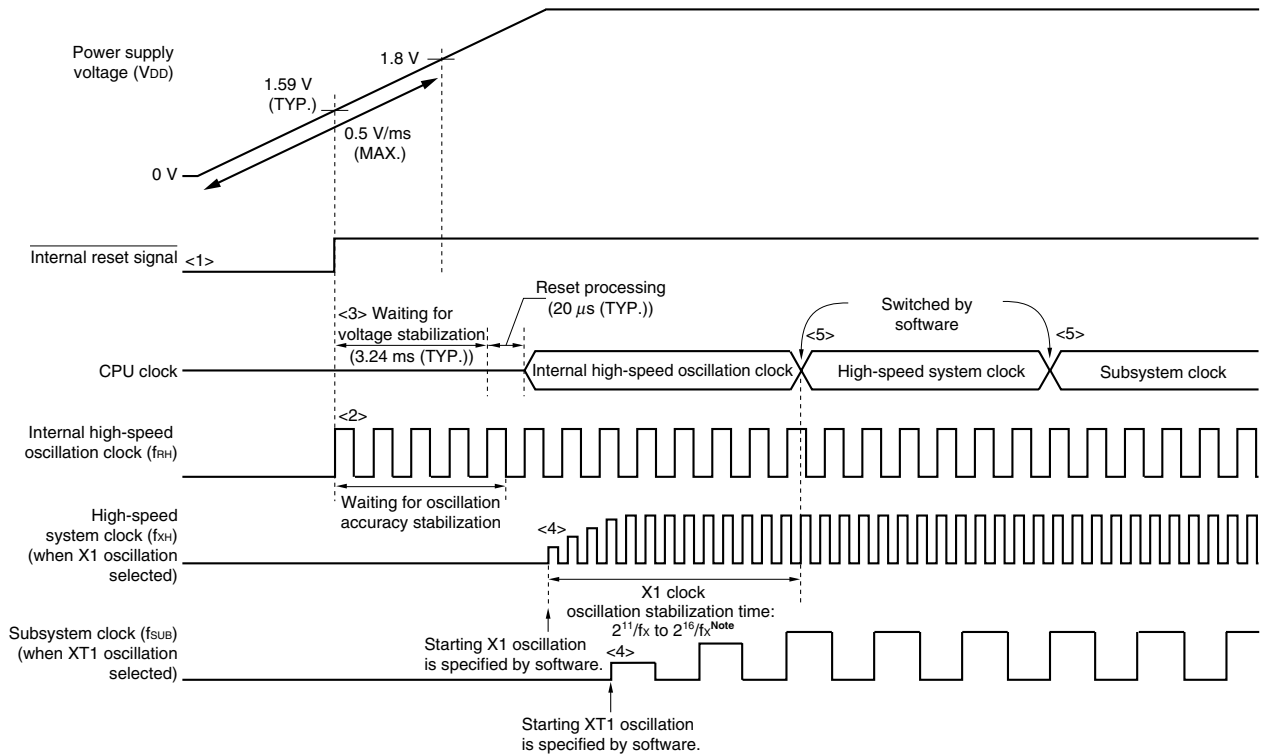 Power supply
voltage (VDD)
1.8 V
1.59 V
(TYP.)
0.5 V/ms
(MAX.)
0 V
Internal reset signal
<1>
Reset processing
(20 μs (TYP.))
<3> Waiting for
voltage stabilization
(3.24 ms (TYP.))
Switched by
software
<5>
<5>
CPU clock
Internal high-speed oscillation clock
High-speed system clock
Subsystem clock
Internal high-speed
oscillation clock (fRH)
<2>
Waiting for oscillation
accuracy stabilization
High-speed
system clock (fXH)
(when X1 oscillation
selected)
<4>
X1 clock
oscillation stabilization time:
2^11/fX to 2^16/fX^Note
Starting X1 oscillation
is specified by software.
Subsystem clock (fSUB)
(when XT1 oscillation
selected)
<4>
Starting XT1 oscillation
is specified by software.